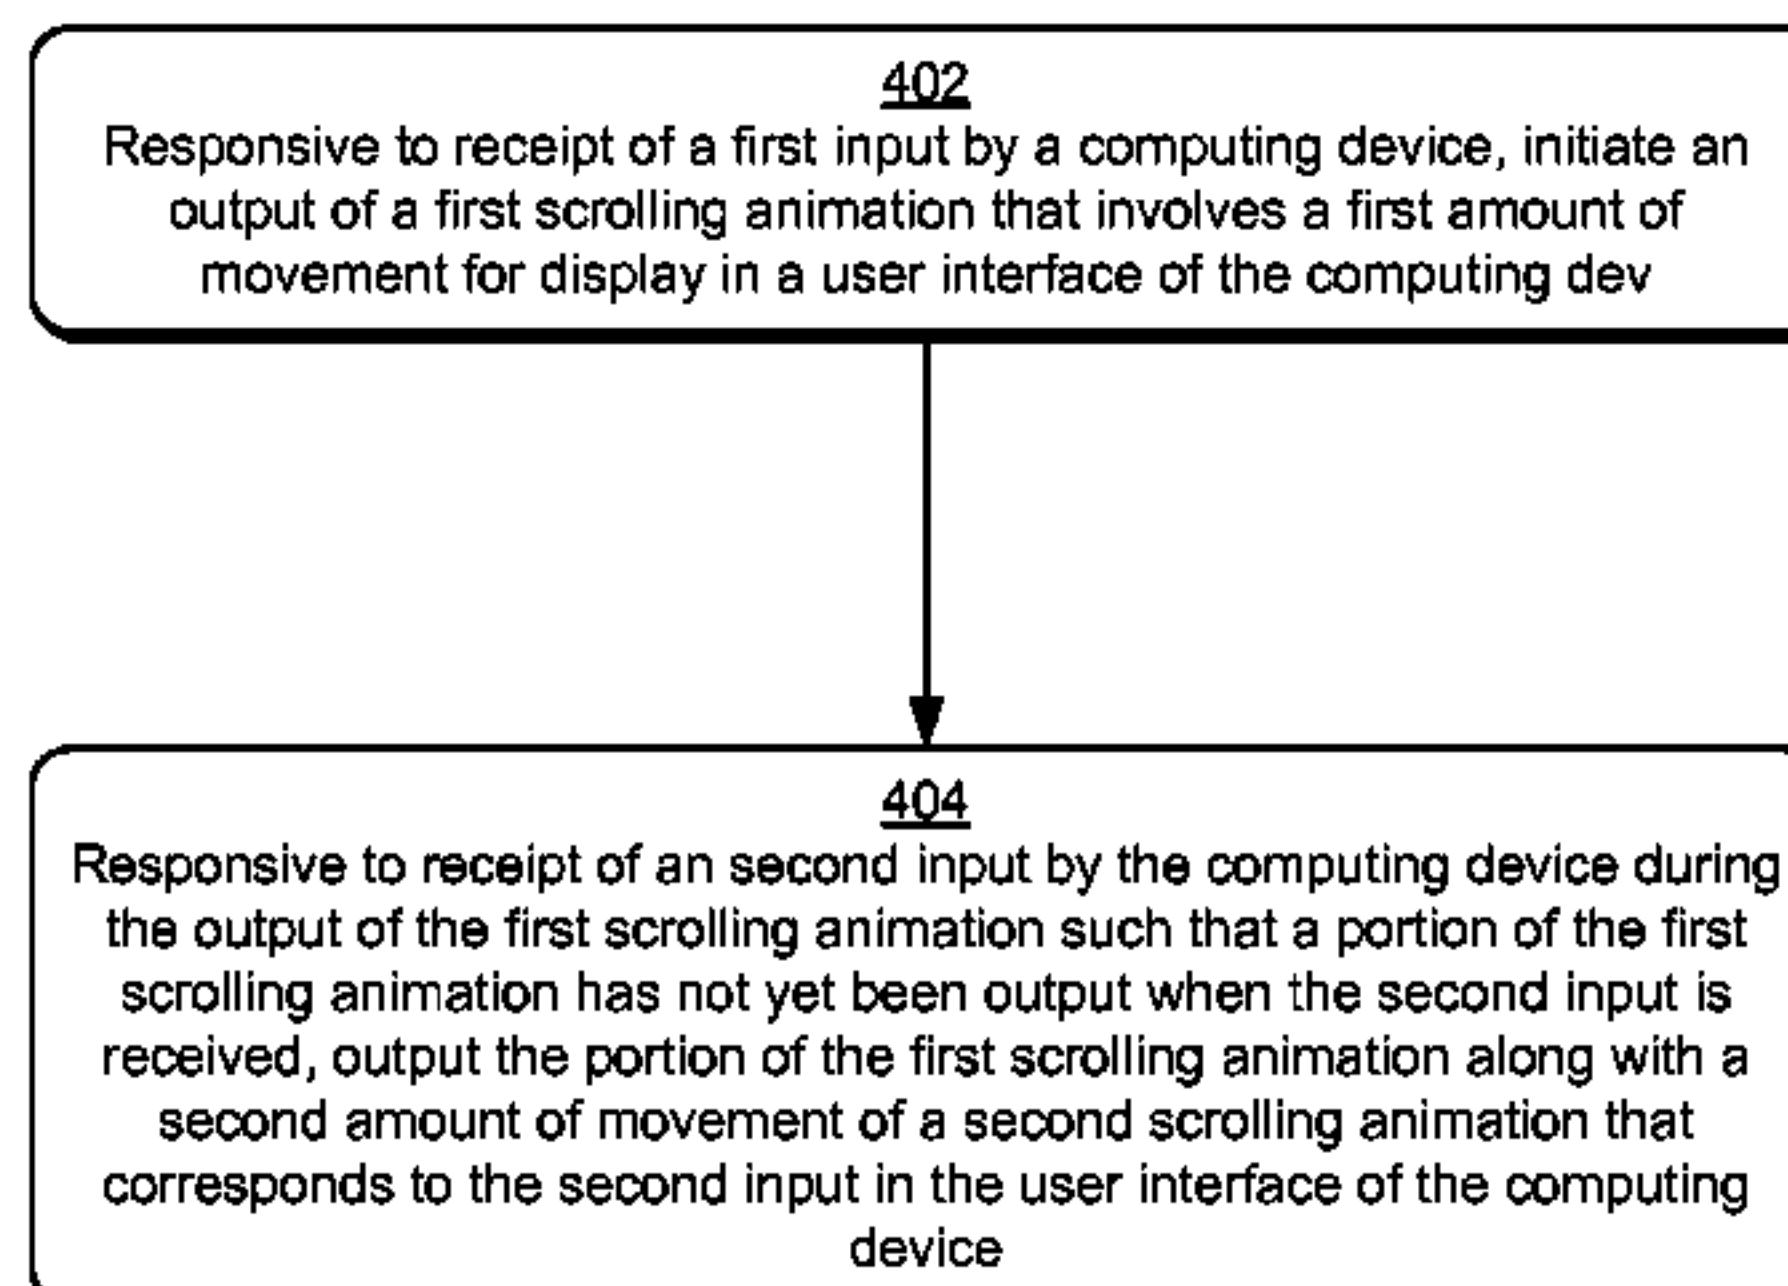 402
Responsive to receipt of a first input by a computing device, initiate an
output of a first scrolling animation that involves a first amount of
movement for display in a user interface of the computing dev
404
Responsive to receipt of an second input by the computing device during
the output of the first scrolling animation such that a portion of the first
scrolling animation has not yet been output when the second input is
received, output the portion of the first scrolling animation along with a
second amount of movement of a second scrolling animation that
corresponds to the second input in the user interface of the computing
device